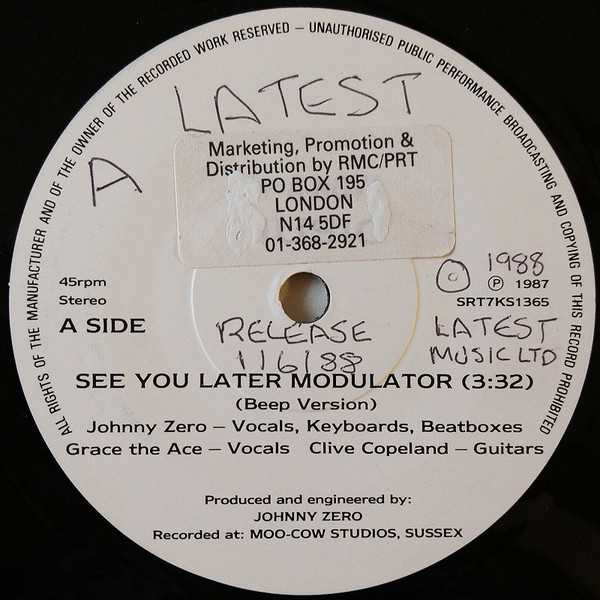 ALL RIGHTS OF THE MANUFACTURER AND OF THE OWNER OF THE RECORDED WORK RESERVED – UNAUTHORISED PUBLIC PERFORMANCE BROADCASTING AND COPYING OF THIS RECORD PROHIBITED
LATEST
A
Marketing, Promotion &
Distribution by RMC/PRT
PO BOX 195
LONDON
N14 5DF
01-368-2921
1988
45rpm
Ⓟ 1987
Stereo
SRT7KS1365
A SIDE
RELEASE
LATEST
1/6/88
MUSIC LTD
SEE YOU LATER MODULATOR (3:32)
(Beep Version)
Johnny Zero – Vocals, Keyboards, Beatboxes
Grace the Ace – Vocals Clive Copeland – Guitars
Produced and engineered by:
JOHNNY ZERO
Recorded at: MOO-COW STUDIOS, SUSSEX